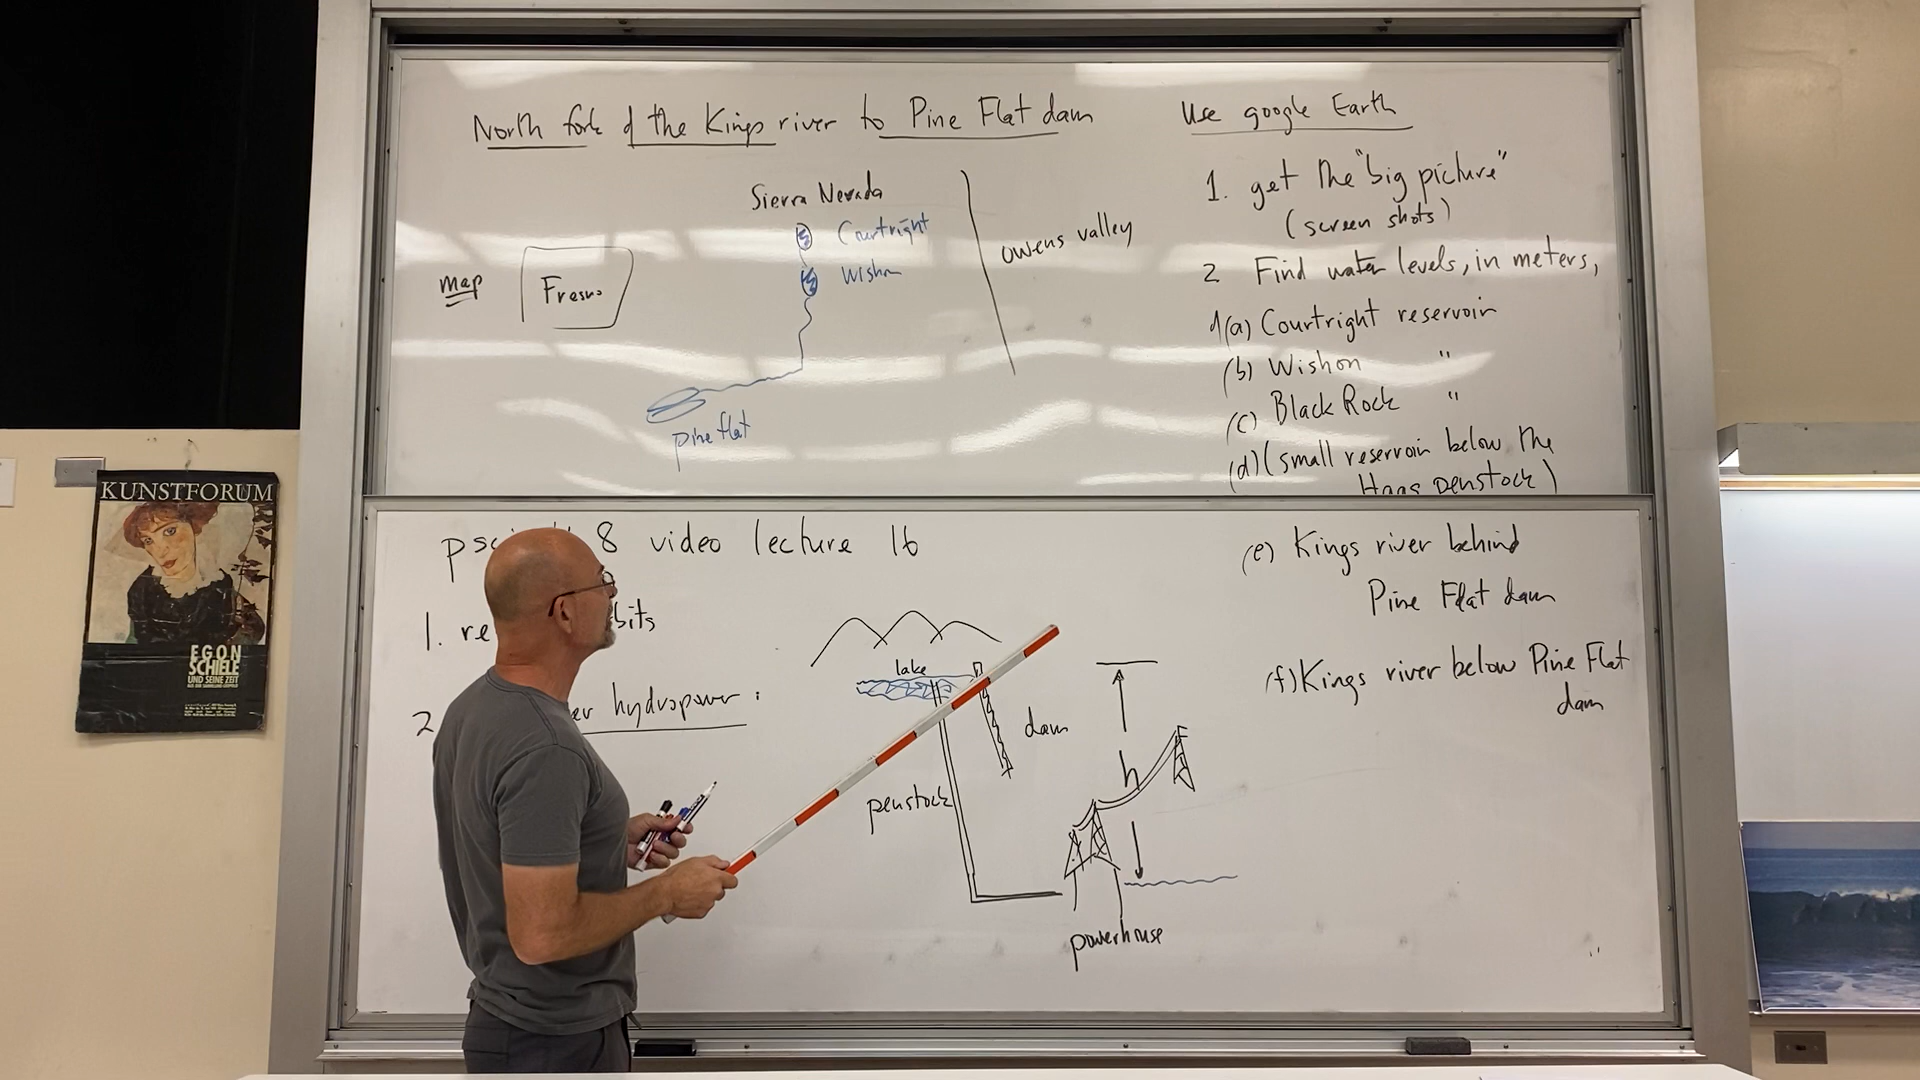 North fork of the Kings river to Pine Flat dam
Sierra Nevada
Courtright
Wishon
map
Fresno
Owens valley
pine flat
Use google Earth
1. get the "big picture"
(screen shots)
2 Find water levels, in meters,
of (a) Courtright reservoir
(b) Wishon "
(c) Black Rock "
(d) (small reservoir below the
Haas penstock)
(e) Kings river behind
Pine Flat dam
(f) Kings river below Pine Flat
dam
8 video lecture 16
1. re bits
2 er hydropower :
lake
dam
penstock
h
powerhouse
KUNSTFORUM
EGON
SCHIELE
UND SEINE ZEIT